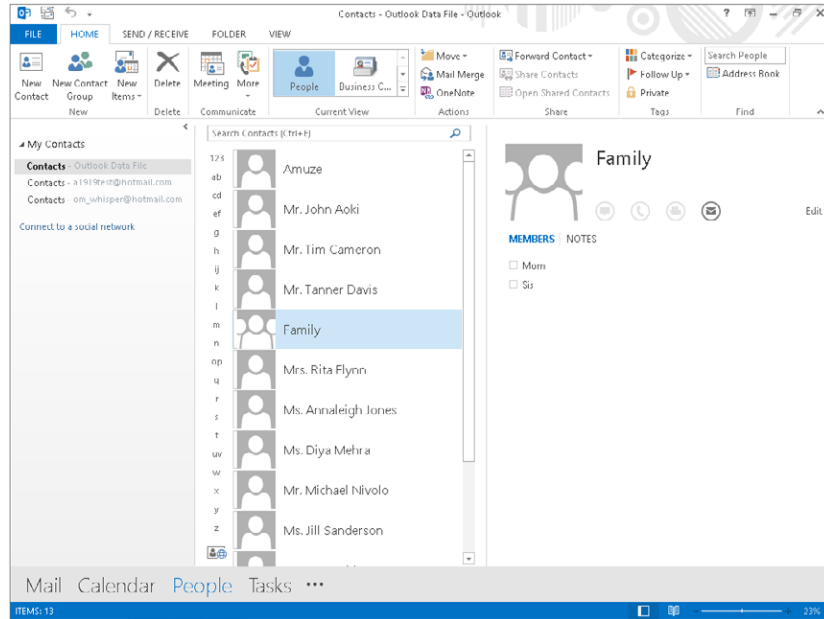 Contacts - Outlook Data File - Outlook
FILE HOME SEND / RECEIVE FOLDER VIEW
New Contact
New Contact Group
New Items
New
Delete
Delete
Meeting
More
Communicate
People
Business C...
Current View
Move
Mail Merge
OneNote
Actions
Forward Contact
Share Contacts
Open Shared Contacts
Share
Categorize
Follow Up
Private
Tags
Search People
Address Book
Find
My Contacts
Contacts - Outlook Data File
Contacts - a1919test@hotmail.com
Contacts - om_whisper@hotmail.com
Connect to a social network
Search Contacts (Ctrl+E)
123
ab
cd
ef
g
h
ij
k
l
m
n
op
q
r
s
t
uv
w
x
y
z
Amuze
Mr. John Aoki
Mr. Tim Cameron
Mr. Tanner Davis
Family
Mrs. Rita Flynn
Ms. Annaleigh Jones
Ms. Diya Mehra
Mr. Michael Nivolo
Ms. Jill Sanderson
Family
Edit
MEMBERS NOTES
Mom
Sis
Mail Calendar People Tasks •••
ITEMS: 13
23%